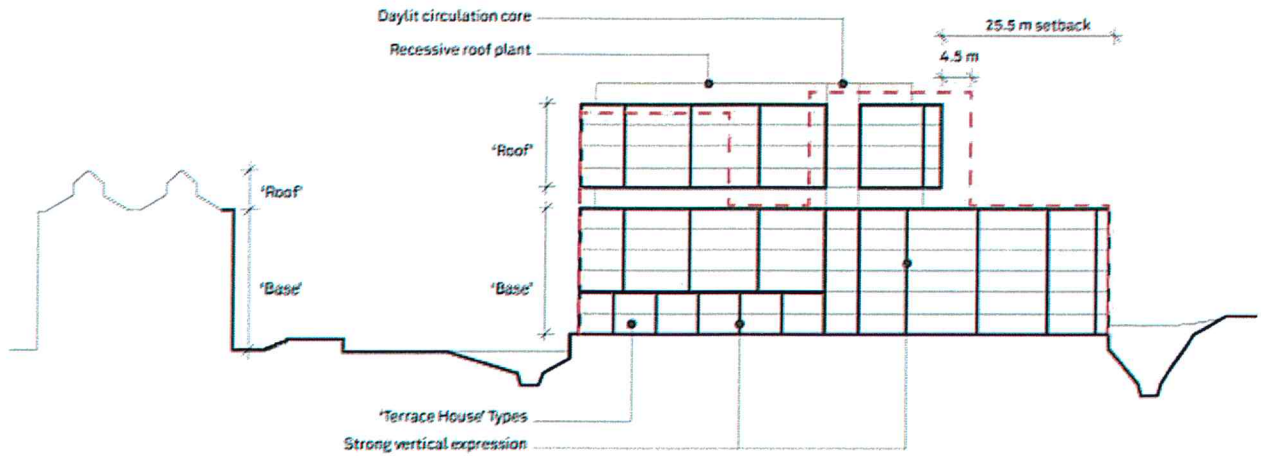 Daylit circulation core
Recessive roof plant
25.5 m setback
4.5 m
'Roof'
'Roof'
'Base'
'Base'
'Terrace House' Types
Strong vertical expression